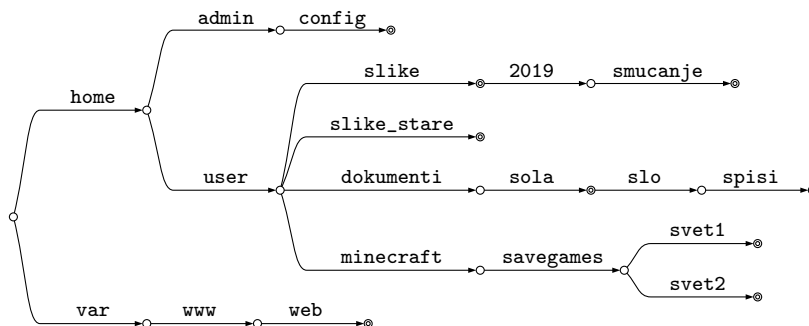 admin config
slike 2019 smucanje
home
slike_stare
user dokumenti sola slo spisi
svet1
minecraft savegames
svet2
var www web